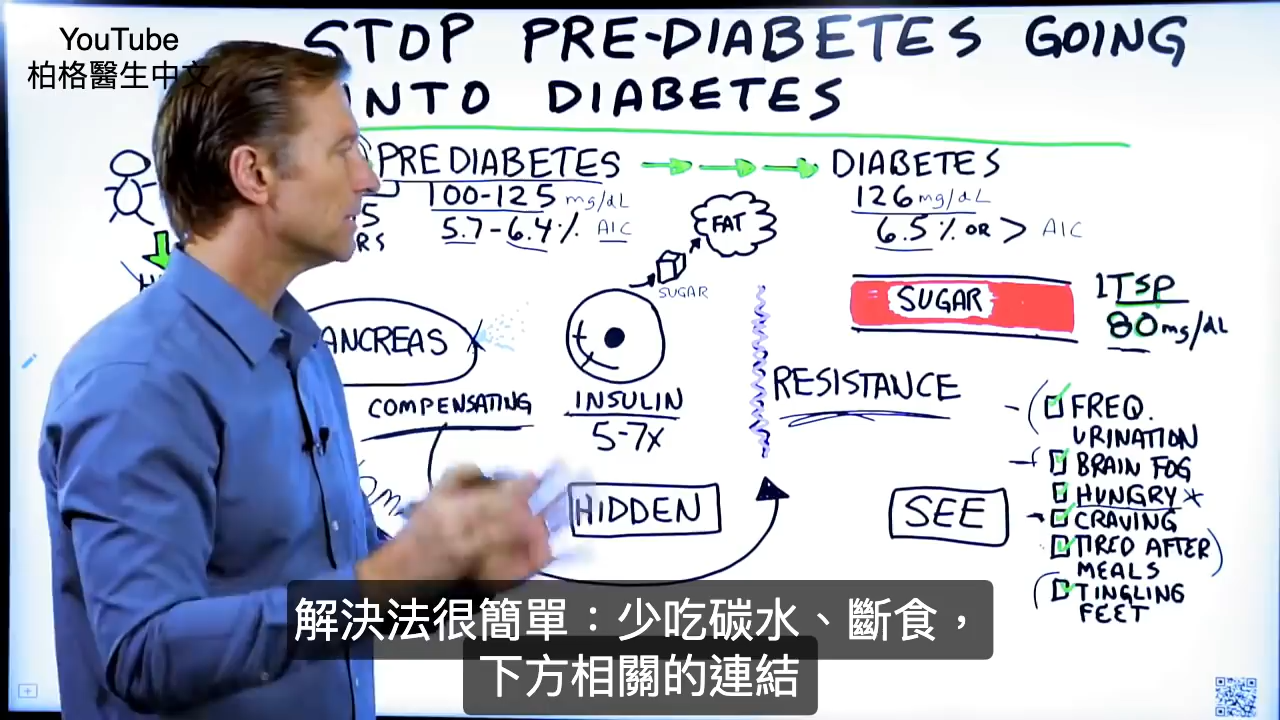 YouTube
柏格醫生中文
STOP PRE-DIABETES GOING
INTO DIABETES
PREDIABETES
100-125 mg/dL
5.7-6.4% A1C
DIABETES
126 mg/dL
6.5% OR > A1C
FAT
SUGAR
SUGAR
1 TSP
80mg/dL
ANCREAS
COMPENSATING
INSULIN
5-7x
RESISTANCE
HIDDEN
SEE
FREQ.
URINATION
BRAIN FOG
HUNGRY
CRAVING
TIRED AFTER
MEALS
TINGLING
FEET
解決法很簡單：少吃碳水、斷食，
下方相關的連結